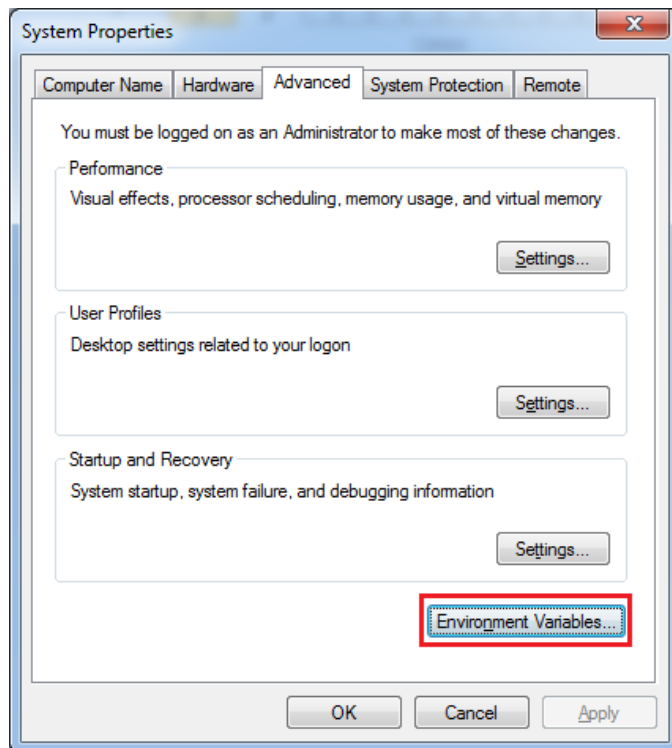 System Properties
Computer Name Hardware Advanced System Protection Remote
You must be logged on as an Administrator to make most of these changes.
Performance
Visual effects, processor scheduling, memory usage, and virtual memory
Settings...
User Profiles
Desktop settings related to your logon
Settings...
Startup and Recovery
System startup, system failure, and debugging information
Settings...
Environment Variables...
OK Cancel Apply